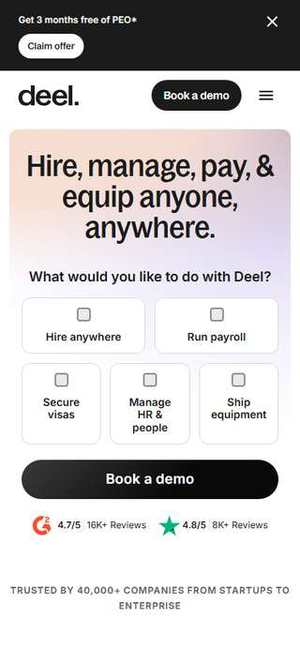 Get 3 months free of PEO*
Claim offer
deel.
Book a demo
Hire, manage, pay, &
equip anyone,
anywhere.
What would you like to do with Deel?
Hire anywhere
Run payroll
Secure
visas
Manage
HR &
people
Ship
equipment
Book a demo
4.7/5 16K+ Reviews
4.8/5 8K+ Reviews
TRUSTED BY 40,000+ COMPANIES FROM STARTUPS TO
ENTERPRISE